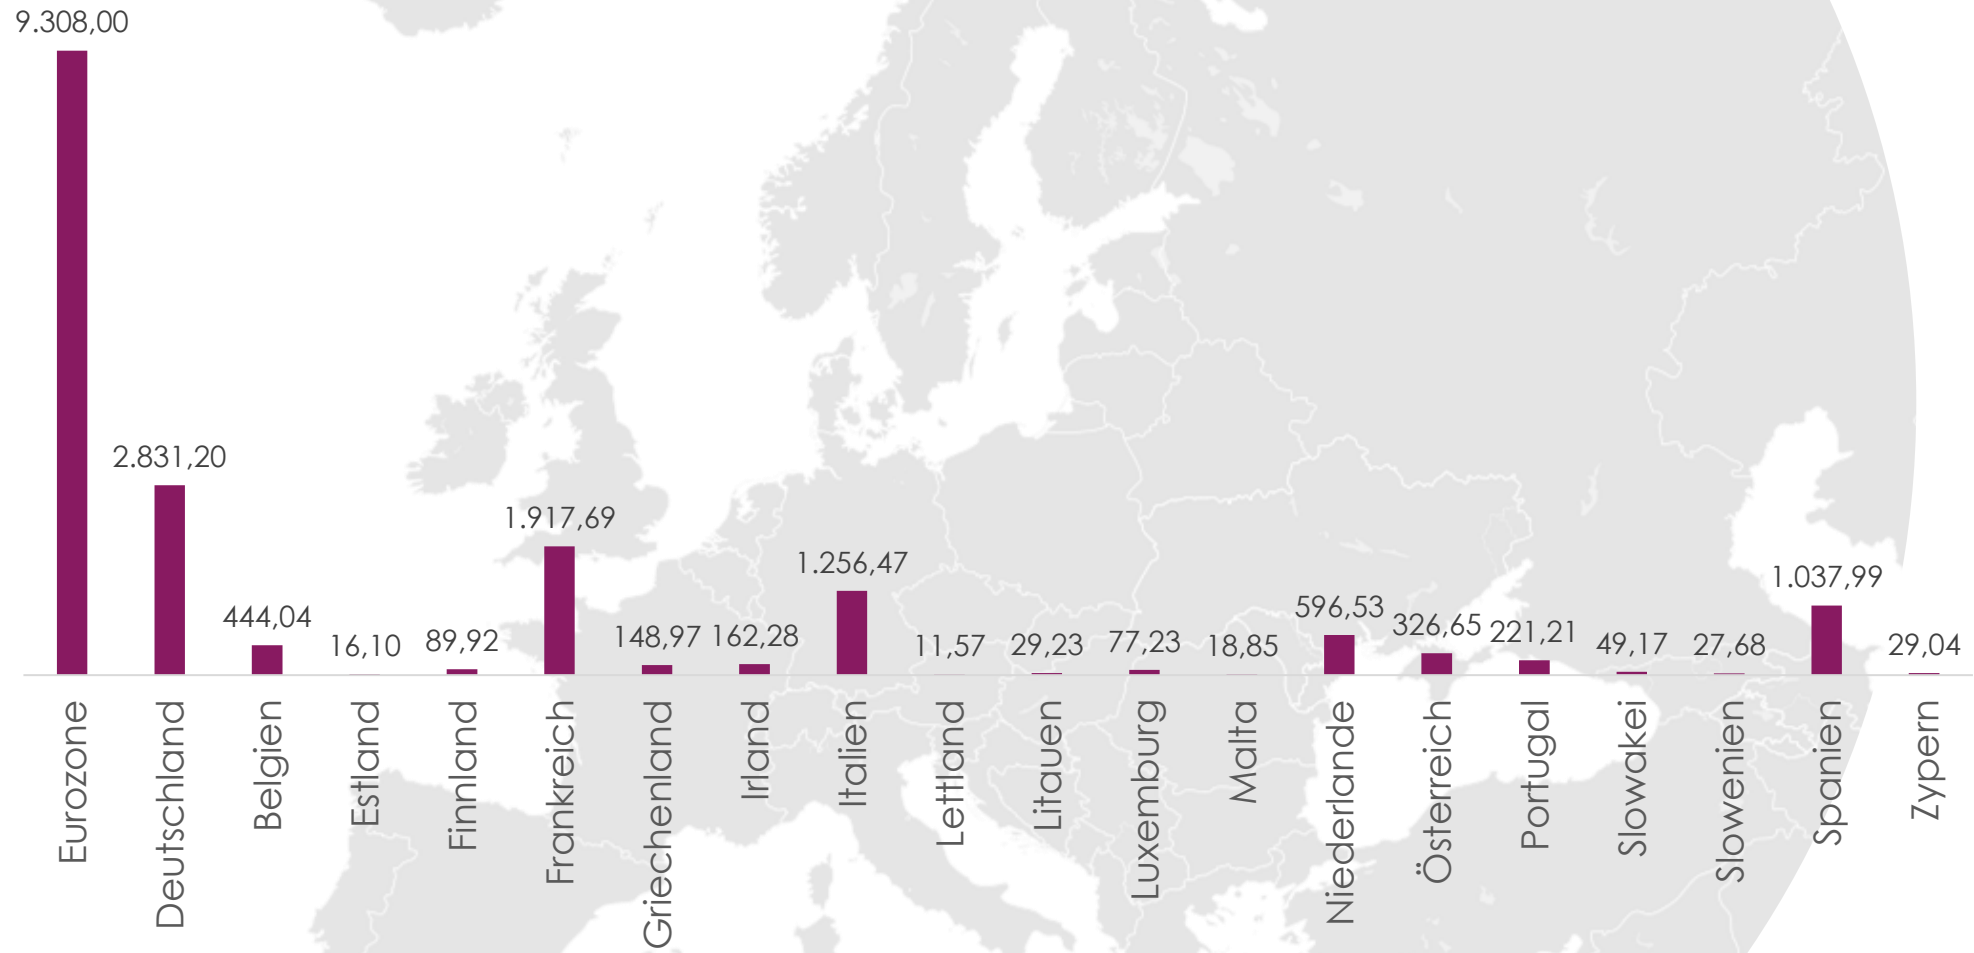 9.308,00
2.831,20
444,04
16,10
89,92
1.917,69
148,97
162,28
1.256,47
11,57
29,23
77,23
18,85
596,53
326,65
221,21
49,17
27,68
1.037,99
29,04
Eurozone
Deutschland
Belgien
Estland
Finnland
Frankreich
Griechenland
Irland
Italien
Lettland
Litauen
Luxemburg
Malta
Niederlande
Österreich
Portugal
Slowakei
Slowenien
Spanien
Zypern